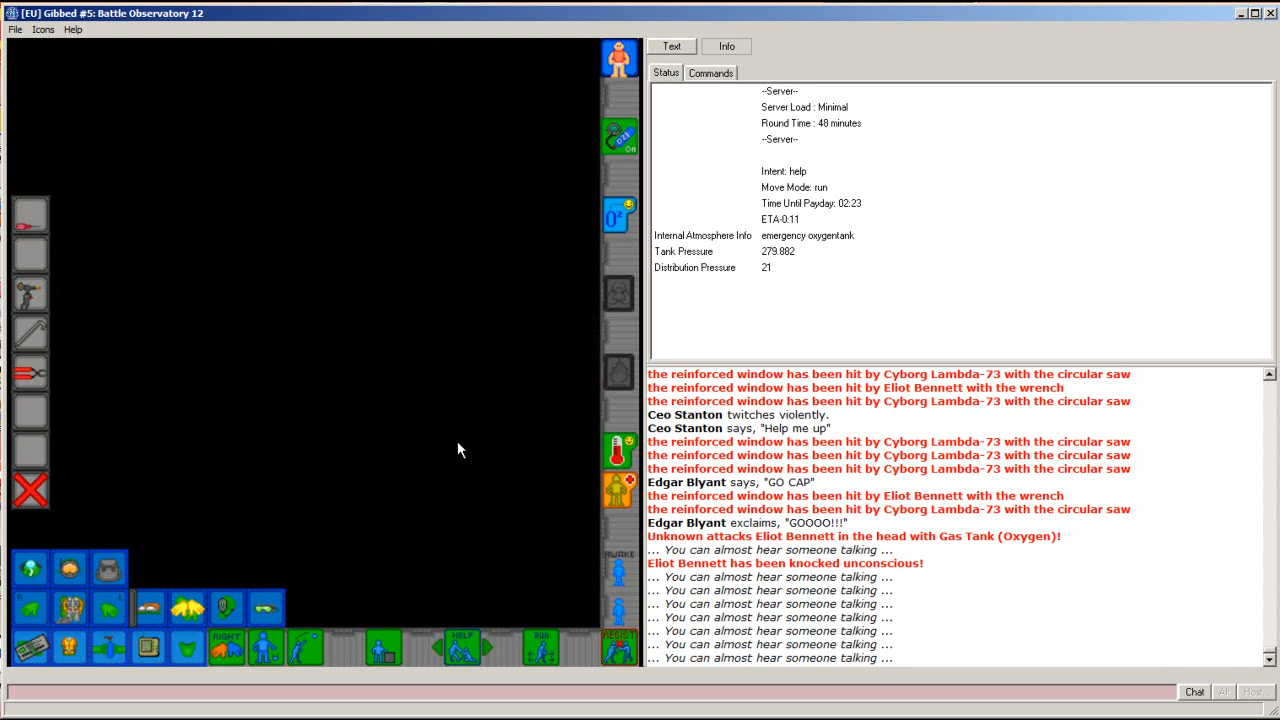 [EU] Gibbed #5: Battle Observatory 12
File Icons Help
Text Info
Status Commands
--Server--
Server Load : Minimal
Round Time : 48 minutes
--Server--
Intent: help
Move Mode: run
Time Until Payday: 02:23
ETA-0:11
Internal Atmosphere Info emergency oxygentank
Tank Pressure 279.882
Distribution Pressure 21
the reinforced window has been hit by Cyborg Lambda-73 with the circular saw
the reinforced window has been hit by Eliot Bennett with the wrench
the reinforced window has been hit by Cyborg Lambda-73 with the circular saw
Ceo Stanton twitches violently.
Ceo Stanton says, "Help me up"
the reinforced window has been hit by Cyborg Lambda-73 with the circular saw
the reinforced window has been hit by Cyborg Lambda-73 with the circular saw
the reinforced window has been hit by Cyborg Lambda-73 with the circular saw
Edgar Blyant says, "GO CAP"
the reinforced window has been hit by Eliot Bennett with the wrench
the reinforced window has been hit by Cyborg Lambda-73 with the circular saw
Edgar Blyant exclaims, "GOOOO!!!"
Unknown attacks Eliot Bennett in the head with Gas Tank (Oxygen)!
... You can almost hear someone talking ...
Eliot Bennett has been knocked unconscious!
... You can almost hear someone talking ...
... You can almost hear someone talking ...
... You can almost hear someone talking ...
... You can almost hear someone talking ...
... You can almost hear someone talking ...
... You can almost hear someone talking ...
... You can almost hear someone talking ...
On
AWAKE
R L
RIGHT HELP RUN RESIST
Chat All Host...